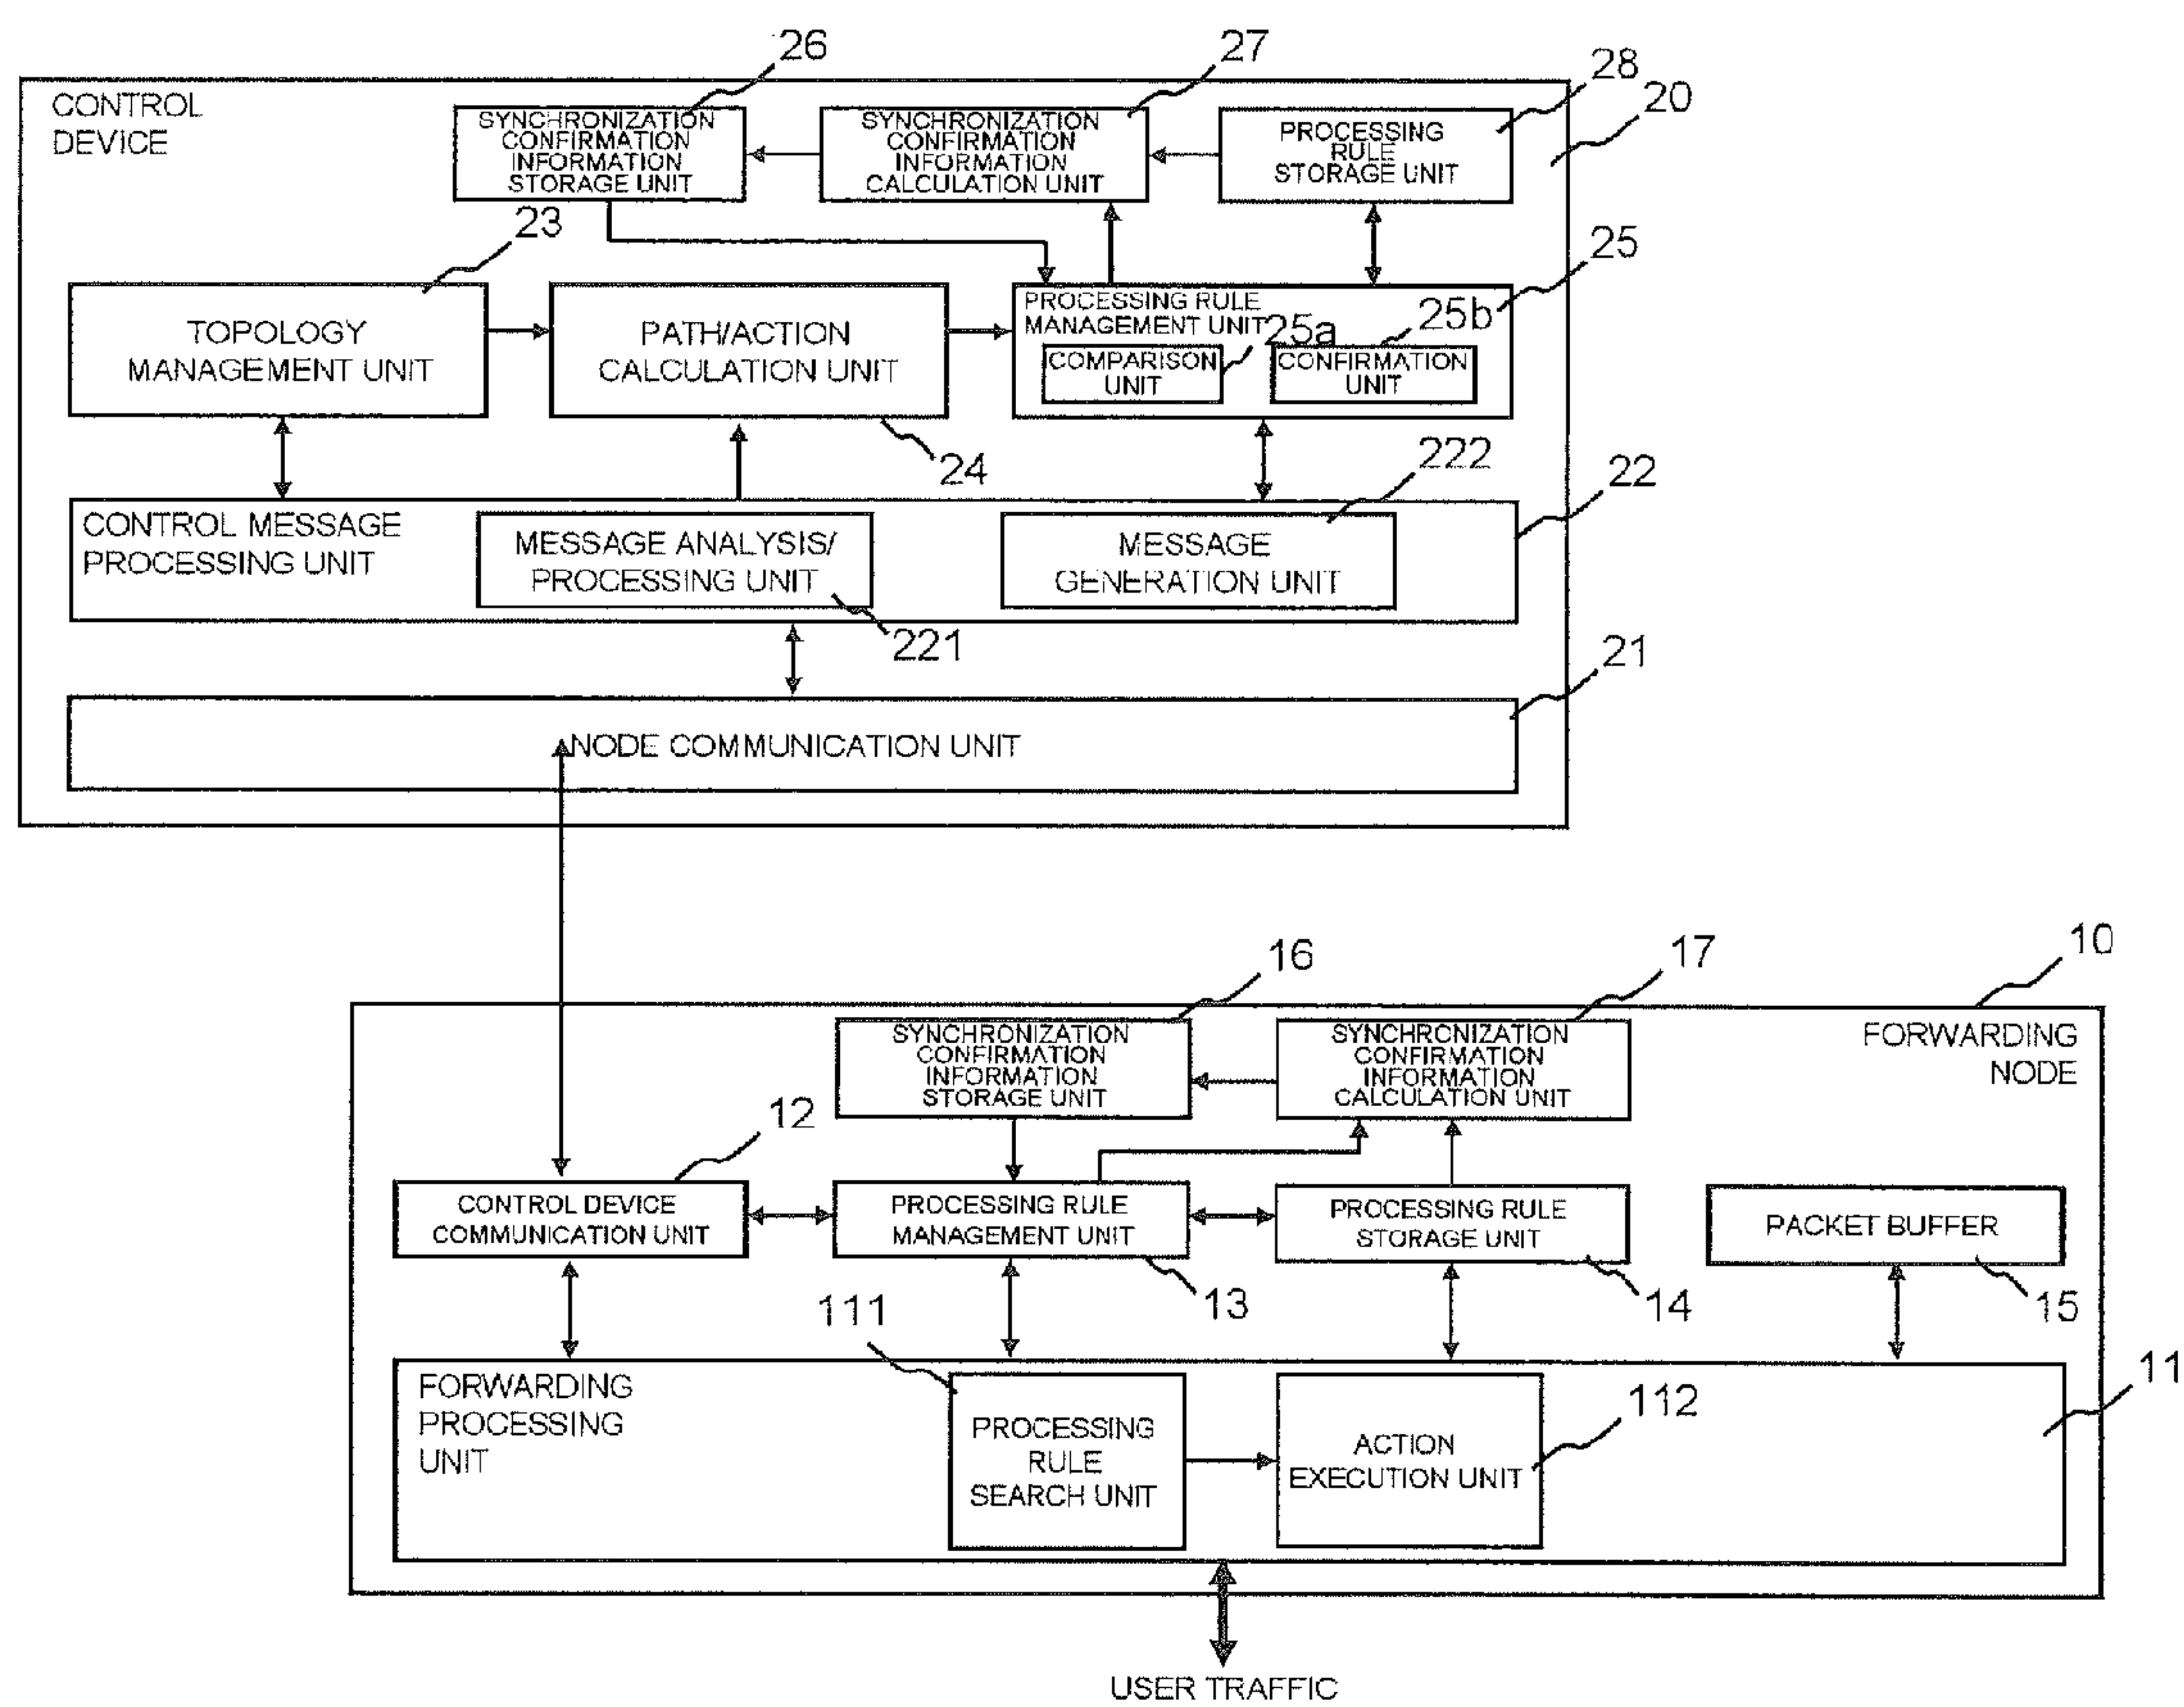 26
27
28
20
CONTROL
DEVICE
SYNCHRONIZATION
CONFIRMATION
INFORMATION
STORAGE UNIT
SYNCHRONIZATION
CONFIRMATION
INFORMATION
CALCULATION UNIT
PROCESSING
RULE
STORAGE UNIT
23
25
TOPOLOGY
MANAGEMENT UNIT
PATH/ACTION
CALCULATION UNIT
PROCESSING RULE
MANAGEMENT UNIT
25a
25b
COMPARISON
UNIT
CONFIRMATION
UNIT
24
222
22
CONTROL MESSAGE
PROCESSING UNIT
MESSAGE ANALYSIS/
PROCESSING UNIT
MESSAGE
GENERATION UNIT
221
21
NODE COMMUNICATION UNIT
16
17
10
SYNCHRONIZATION
CONFIRMATION
INFORMATION
STORAGE UNIT
SYNCHRONIZATION
CONFIRMATION
INFORMATION
CALCULATION UNIT
FORWARDING
NODE
12
CONTROL DEVICE
COMMUNICATION UNIT
PROCESSING RULE
MANAGEMENT UNIT
PROCESSING RULE
STORAGE UNIT
PACKET BUFFER
111
13
14
15
11
FORWARDING
PROCESSING
UNIT
PROCESSING
RULE
SEARCH UNIT
ACTION
EXECUTION UNIT
112
USER TRAFFIC